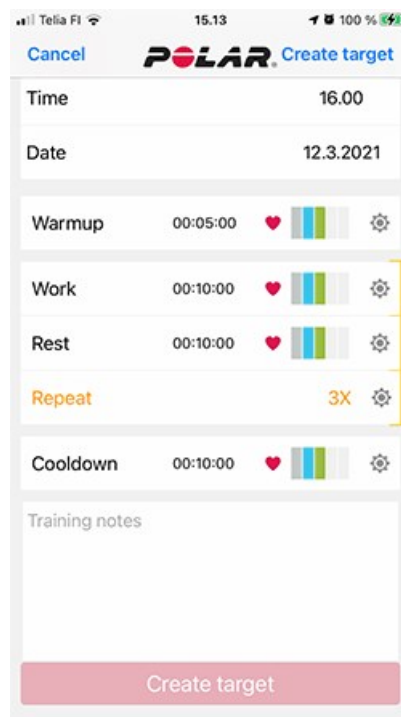 Telia FI 15.13 100 %
Cancel POLAR Create target
Time 16.00
Date 12.3.2021
Warmup 00:05:00
Work 00:10:00
Rest 00:10:00
Repeat 3X
Cooldown 00:10:00
Training notes
Create target